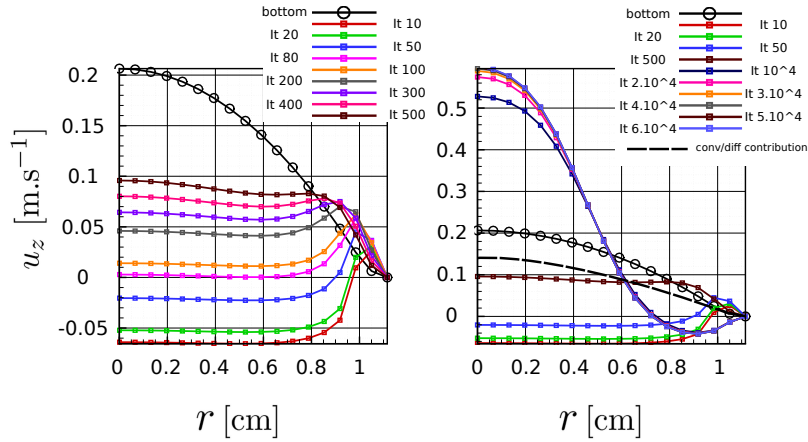 bottom
It 10
It 20
It 50
It 80
It 100
It 200
It 300
It 400
It 500
0.2
0.15
0.1
0.05
0
-0.05
0 0.2 0.4 0.6 0.8 1
u_z [m.s⁻¹]
r [cm]
bottom
It 10
It 20
It 50
It 500
It 10^4
It 2.10^4
It 3.10^4
It 4.10^4
It 5.10^4
It 6.10^4
conv/diff contribution
0.5
0.4
0.3
0.2
0.1
0
0 0.2 0.4 0.6 0.8 1
r [cm]